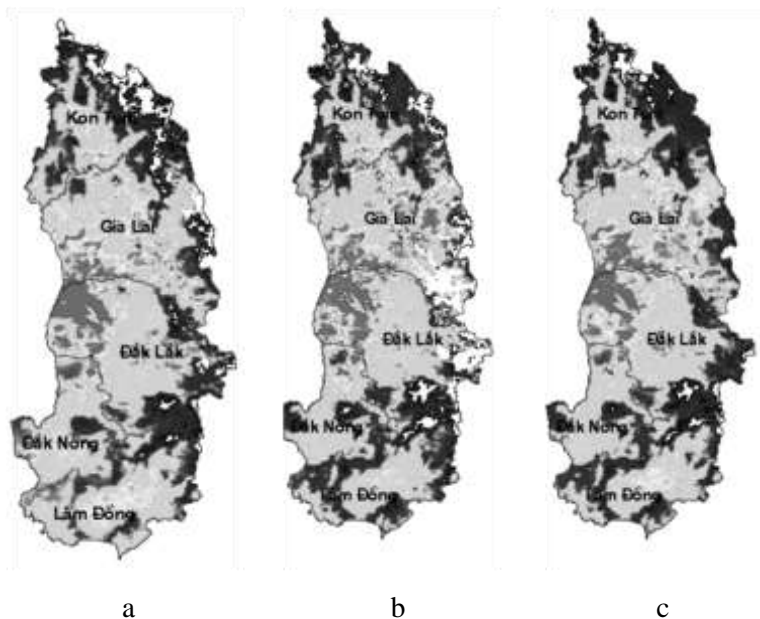 Kon Tum
Gia Lai
Đắk Lắk
Đắk Nông
Lâm Đồng
Kon Tum
Gia Lai
Đắk Lắk
Đắk Nông
Lâm Đồng
Kon Tum
Gia Lai
Đắk Lắk
Đắk Nông
Lâm Đồng
a b c